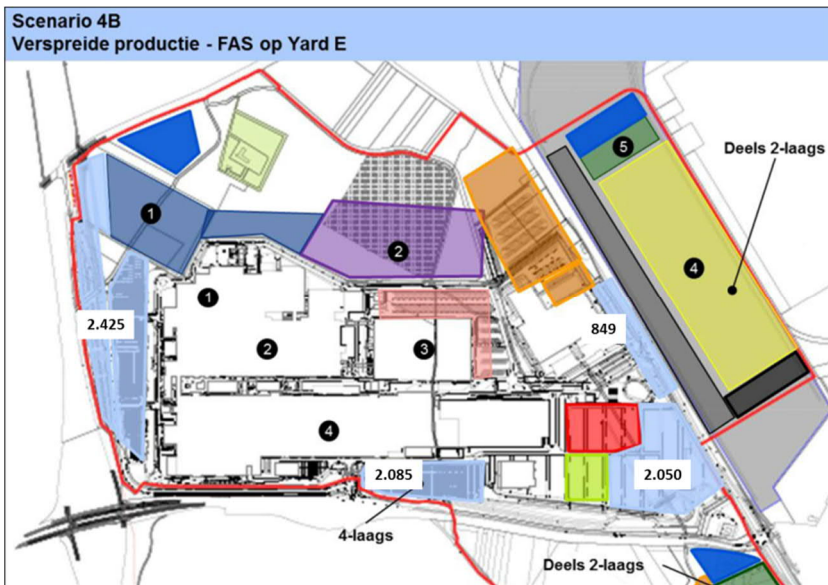 Scenario 4B
Verspreide productie - FAS op Yard E
5
Deels 2-laags
1
2
4
1
2.425
849
2
3
4
2.085
2.050
4-laags
Deels 2-laags